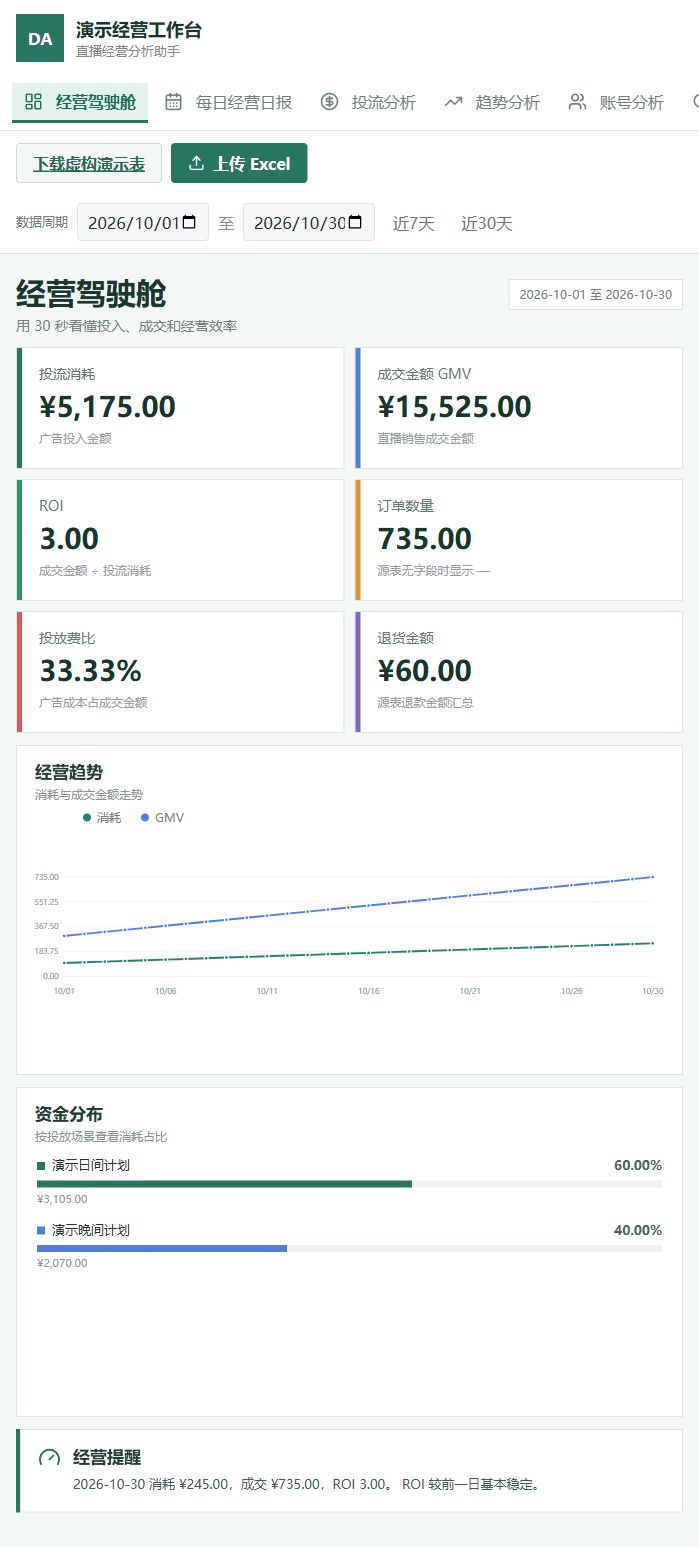 DA
演示经营工作台
直播经营分析助手
经营驾驶舱 每日经营日报 投流分析 趋势分析 账号分析
下载虚构演示表 上传 Excel
数据周期 2026/10/01 至 2026/10/30 近7天 近30天
经营驾驶舱
2026-10-01 至 2026-10-30
用 30 秒看懂投入、成交和经营效率
投流消耗
¥5,175.00
广告投入金额
成交金额 GMV
¥15,525.00
直播销售成交金额
ROI
3.00
成交金额 ÷ 投流消耗
订单数量
735.00
源表无字段时显示 —
投放费比
33.33%
广告成本占成交金额
退货金额
¥60.00
源表退款金额汇总
经营趋势
消耗与成交金额走势
消耗 GMV
735.00
551.25
367.50
183.75
0.00
10/01 10/06 10/11 10/16 10/21 10/26 10/30
资金分布
按投放场景查看消耗占比
演示日间计划 60.00%
¥3,105.00
演示晚间计划 40.00%
¥2,070.00
经营提醒
2026-10-30 消耗 ¥245.00，成交 ¥735.00，ROI 3.00。 ROI 较前一日基本稳定。